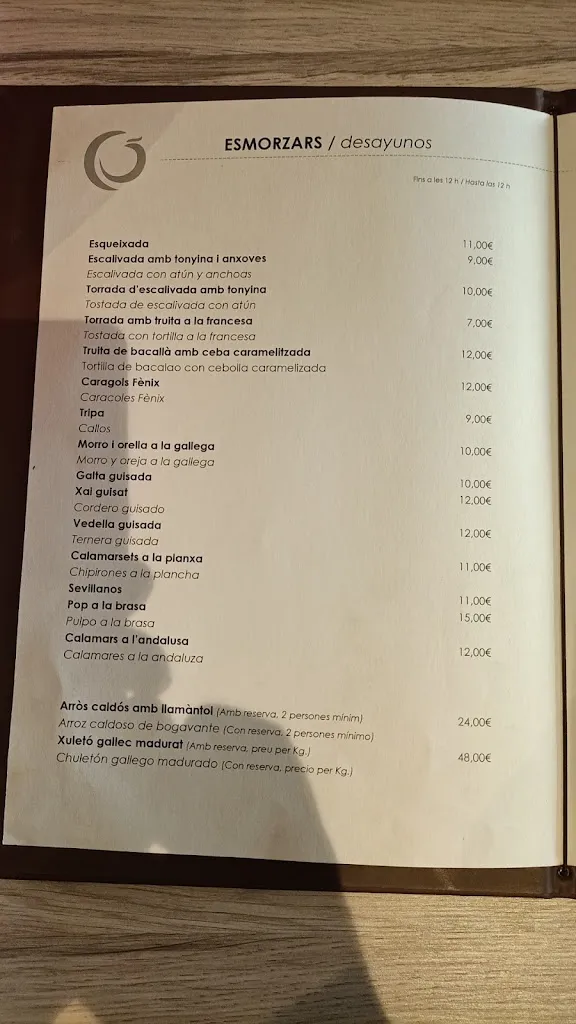 ESMORZARS / desayunos
Fins a les 12 h / Hasta las 12 h
Esqueixada 11,00€
Escalivada amb tonyina i anxoves 9,00€
Escalivada con atún y anchoas
Torrada d'escalivada amb tonyina 10,00€
Tostada de escalivada con atún
Torrada amb truita a la francesa 7,00€
Tostada con tortilla a la francesa
Truita de bacallà amb ceba caramelitzada 12,00€
Tortilla de bacalao con cebolla caramelizada
Caragols Fènix 12,00€
Caracoles Fènix
Tripa 9,00€
Callos
Morro i orella a la gallega 10,00€
Morro y oreja a la gallega
Galta guisada 10,00€
Xai guisat 12,00€
Cordero guisado
Vedella guisada 12,00€
Ternera guisada
Calamarsets a la planxa 11,00€
Chipirones a la plancha
Sevillanos 11,00€
Pop a la brasa 15,00€
Pulpo a la brasa
Calamars a l'andalusa 12,00€
Calamares a la andaluza
Arròs caldós amb llamàntol (Amb reserva, 2 persones mínim) 24,00€
Arroz caldoso de bogavante (Con reserva, 2 persones mínimo)
Xuletó gallec madurat (Amb reserva, preu per Kg.) 48,00€
Chuletón gallego madurado (Con reserva, precio per Kg.)